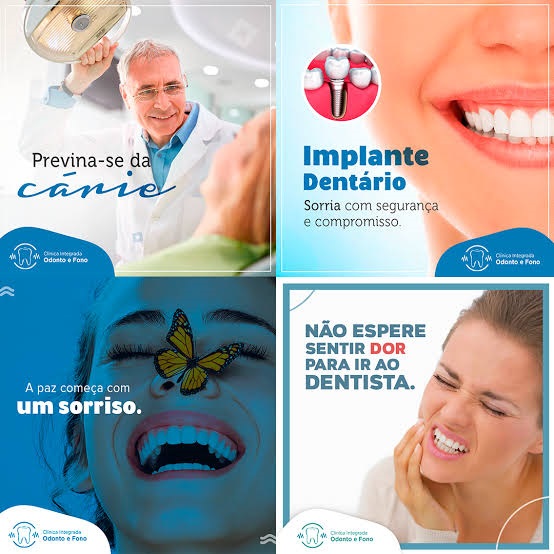 Previna-se da
cárie
Clínica Integrada
Odonto e Fono
Implante
Dentário
Sorria com segurança
e compromisso.
Clínica Integrada
Odonto e Fono
A paz começa com
um sorriso.
Clínica Integrada
Odonto e Fono
NÃO ESPERE
SENTIR DOR
PARA IR AO
DENTISTA.
Clínica Integrada
Odonto e Fono